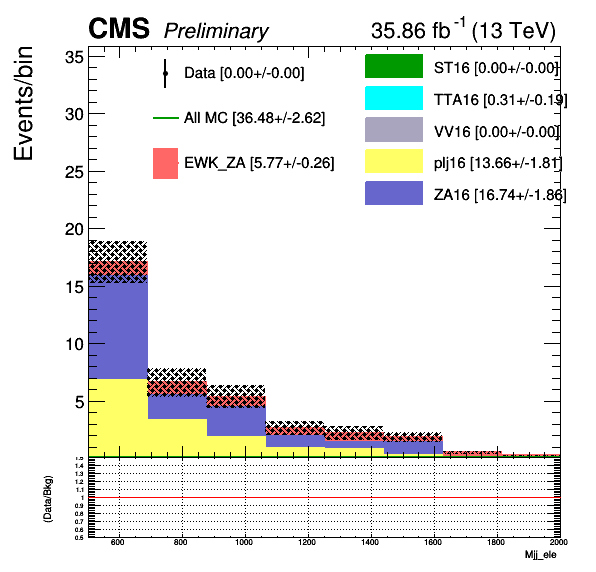 CMS Preliminary 35.86 fb⁻¹ (13 TeV)
Events/bin
35
30
25
20
15
10
5
Data [0.00+/-0.00]
All MC [36.48+/-2.62]
EWK_ZA [5.77+/-0.26]
ST16 [0.00+/-0.00]
TTA16 [0.31+/-0.19]
VV16 [0.00+/-0.00]
plj16 [13.66+/-1.81]
ZA16 [16.74+/-1.86]
(Data/Bkg)
1.5
1.4
1.3
1.2
1.1
1
0.9
0.8
0.7
0.6
0.5
600 800 1000 1200 1400 1600 1800 2000
Mjj_ele